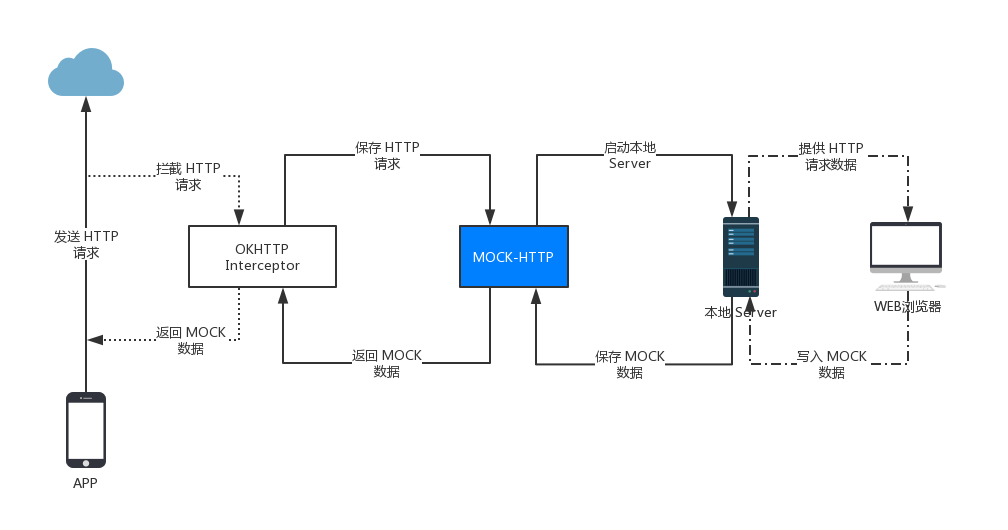 保存 HTTP
请求
启动本地
Server
提供 HTTP
请求数据
拦截 HTTP
请求
发送 HTTP
请求
OKHTTP
Interceptor
MOCK-HTTP
本地 Server
WEB浏览器
返回 MOCK
数据
返回 MOCK
数据
保存 MOCK
数据
写入 MOCK
数据
APP